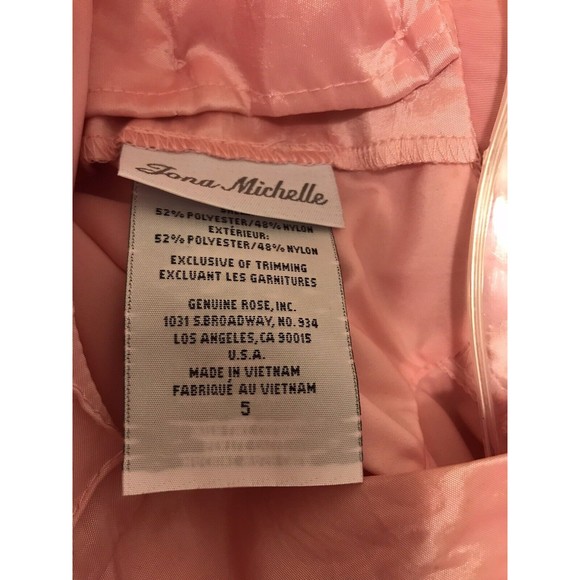 Jona Michelle
52% POLYESTER/48% NYLON
EXTÉRIEUR:
52% POLYESTER/48% NYLON
EXCLUSIVE OF TRIMMING
EXCLUANT LES GARNITURES
GENUINE ROSE, INC.
1031 S.BROADWAY, NO. 934
LOS ANGELES, CA 90015
U.S.A.
MADE IN VIETNAM
FABRIQUÉ AU VIETNAM
5